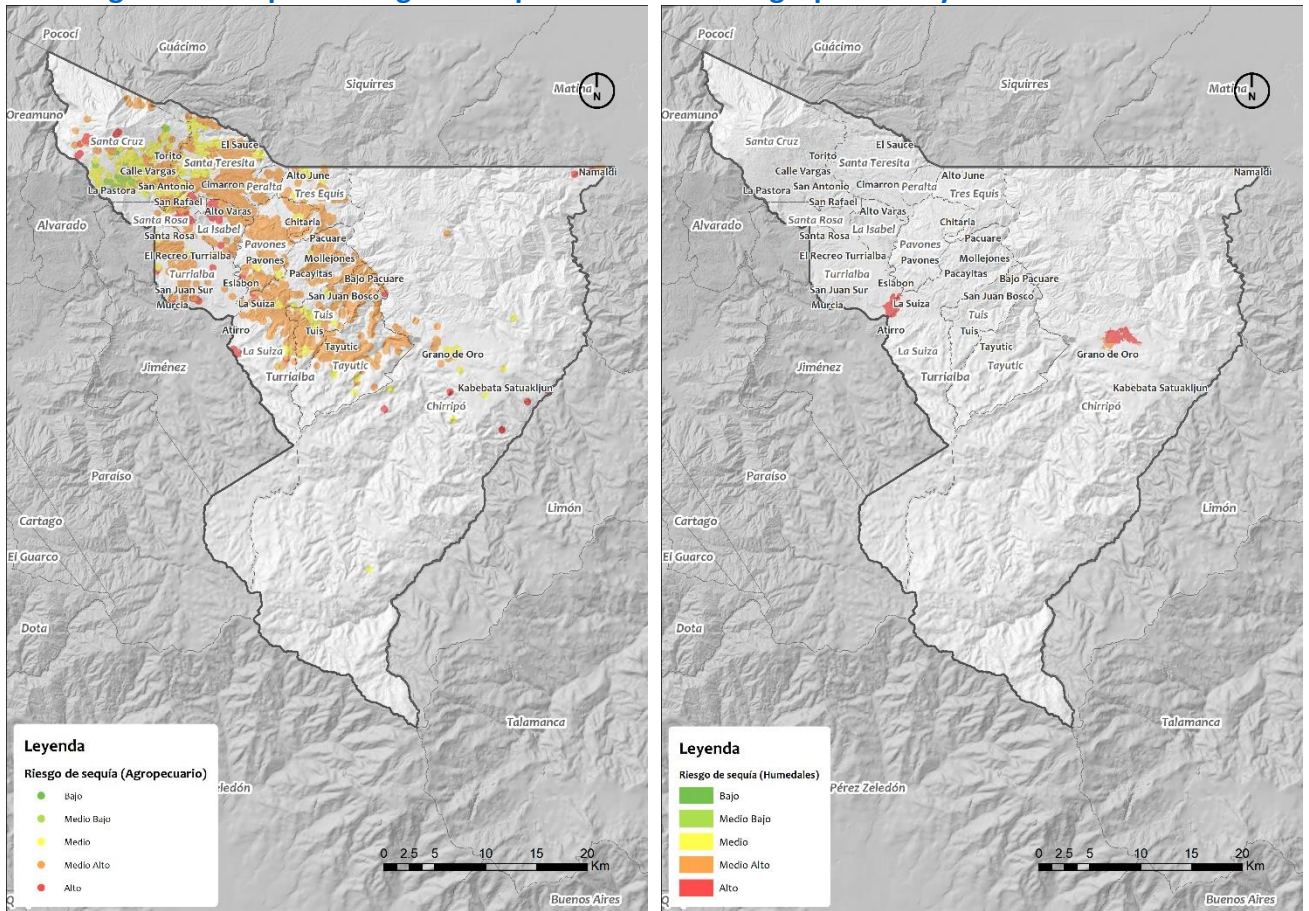 Pococí
Guácimo
Siquirres
Matina
N
Oreamuno
Santa Cruz
El Sauce
Torito
Santa Teresita
Calle Vargas
Alto June
Namaldi
La Pastora
San Antonio
Cimarron
Peralta
Tres Equis
San Rafael
Alto Varas
Alvarado
Santa Rosa
La Isabel
Chitaria
Santa Rosa
Pavones
Pacuare
El Recreo Turrialba
Pavones
Mollejones
Turrialba
Pacayitas
Bajo Pacuare
San Juan Sur
Eslabon
San Juan Bosco
Murcia
La Suiza
Tuis
Atirro
Tuis
La Suiza
Tayutic
Grano de Oro
Jiménez
Turrialba
Tayutic
Kabebata Satuakljun
Chirripó
Paraíso
Limón
Cartago
El Guarco
Dota
Talamanca
Leyenda
Riesgo de sequía (Agropecuario)
Bajo
Medio Bajo
Medio
Medio Alto
Alto
0 2.5 5 10 15 20
Km
Buenos Aires
Pococí
Guácimo
Siquirres
Matina
N
Oreamuno
Santa Cruz
El Sauce
Torito
Santa Teresita
Calle Vargas
Alto June
Namaldi
La Pastora
San Antonio
Cimarron
Peralta
Tres Equis
San Rafael
Alto Varas
Alvarado
Santa Rosa
La Isabel
Chitaria
Santa Rosa
Pavones
Pacuare
El Recreo Turrialba
Pavones
Mollejones
Turrialba
Pacayitas
Bajo Pacuare
San Juan Sur
Eslabon
San Juan Bosco
Murcia
La Suiza
Tuis
Atirro
Tuis
La Suiza
Tayutic
Grano de Oro
Jiménez
Turrialba
Tayutic
Kabebata Satuakljun
Chirripó
Paraíso
Limón
Cartago
El Guarco
Dota
Talamanca
Leyenda
Riesgo de sequía (Humedales)
Pérez Zeledón
Bajo
Medio Bajo
Medio
Medio Alto
Alto
0 2.5 5 10 15 20
Km
Buenos Aires